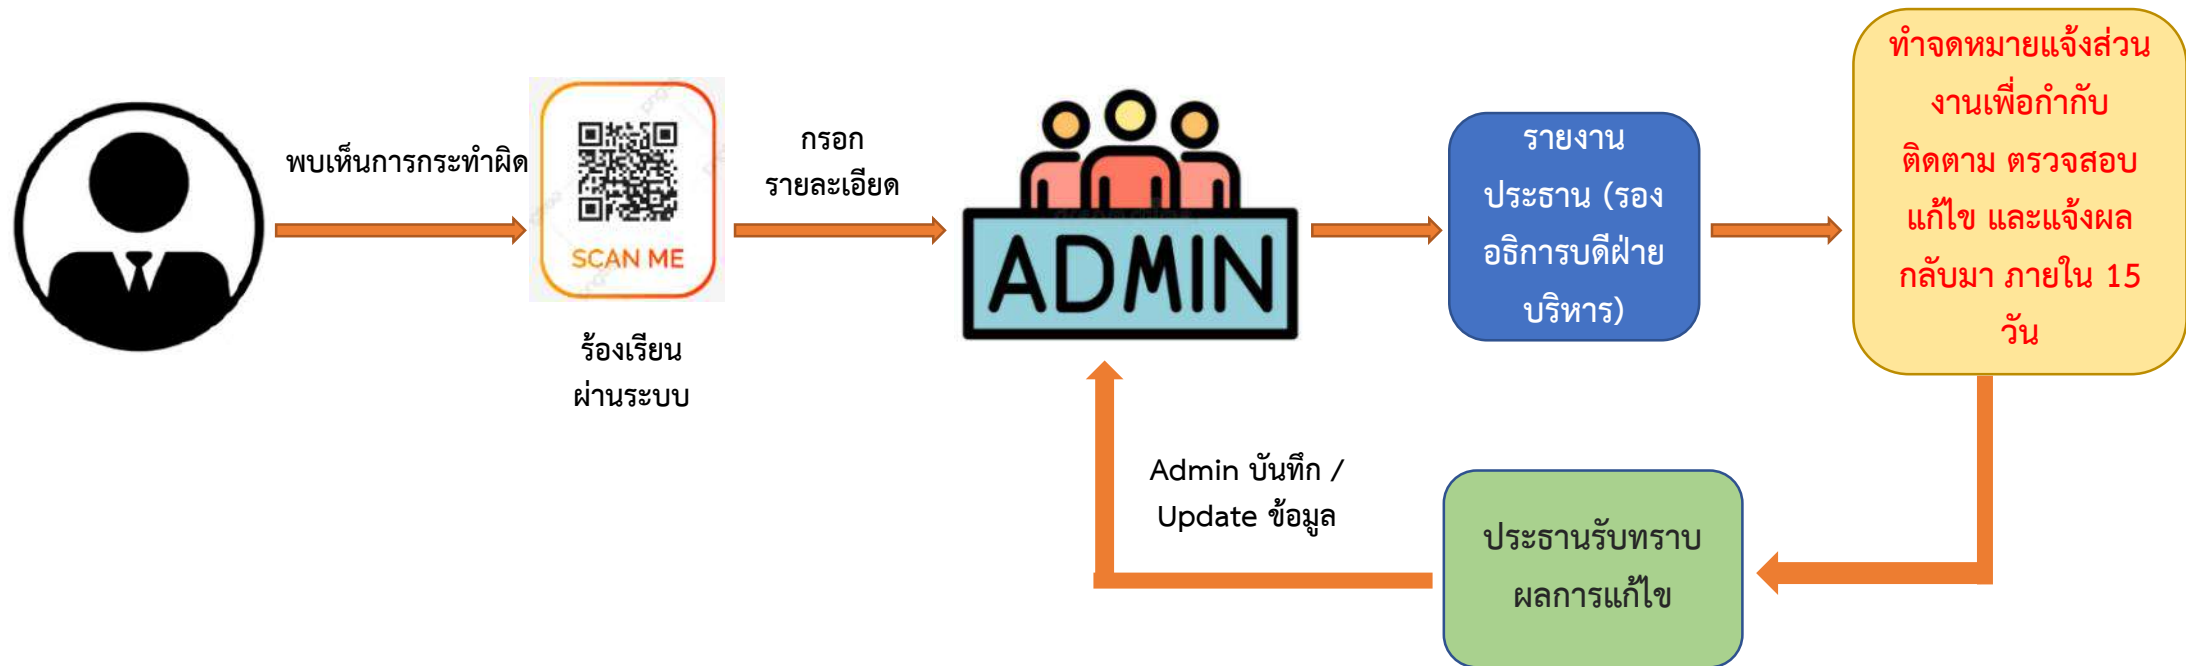 พบเห็นการกระทำผิด
SCAN ME
ร้องเรียน
ผ่านระบบ
กรอก
รายละเอียด
ADMIN
รายงาน
ประธาน (รอง
อธิการบดีฝ่าย
บริหาร)
ทำจดหมายแจ้งส่วน
งานเพื่อกำกับ
ติดตาม ตรวจสอบ
แก้ไข และแจ้งผล
กลับมา ภายใน 15
วัน
ประธานรับทราบ
ผลการแก้ไข
Admin บันทึก /
Update ข้อมูล